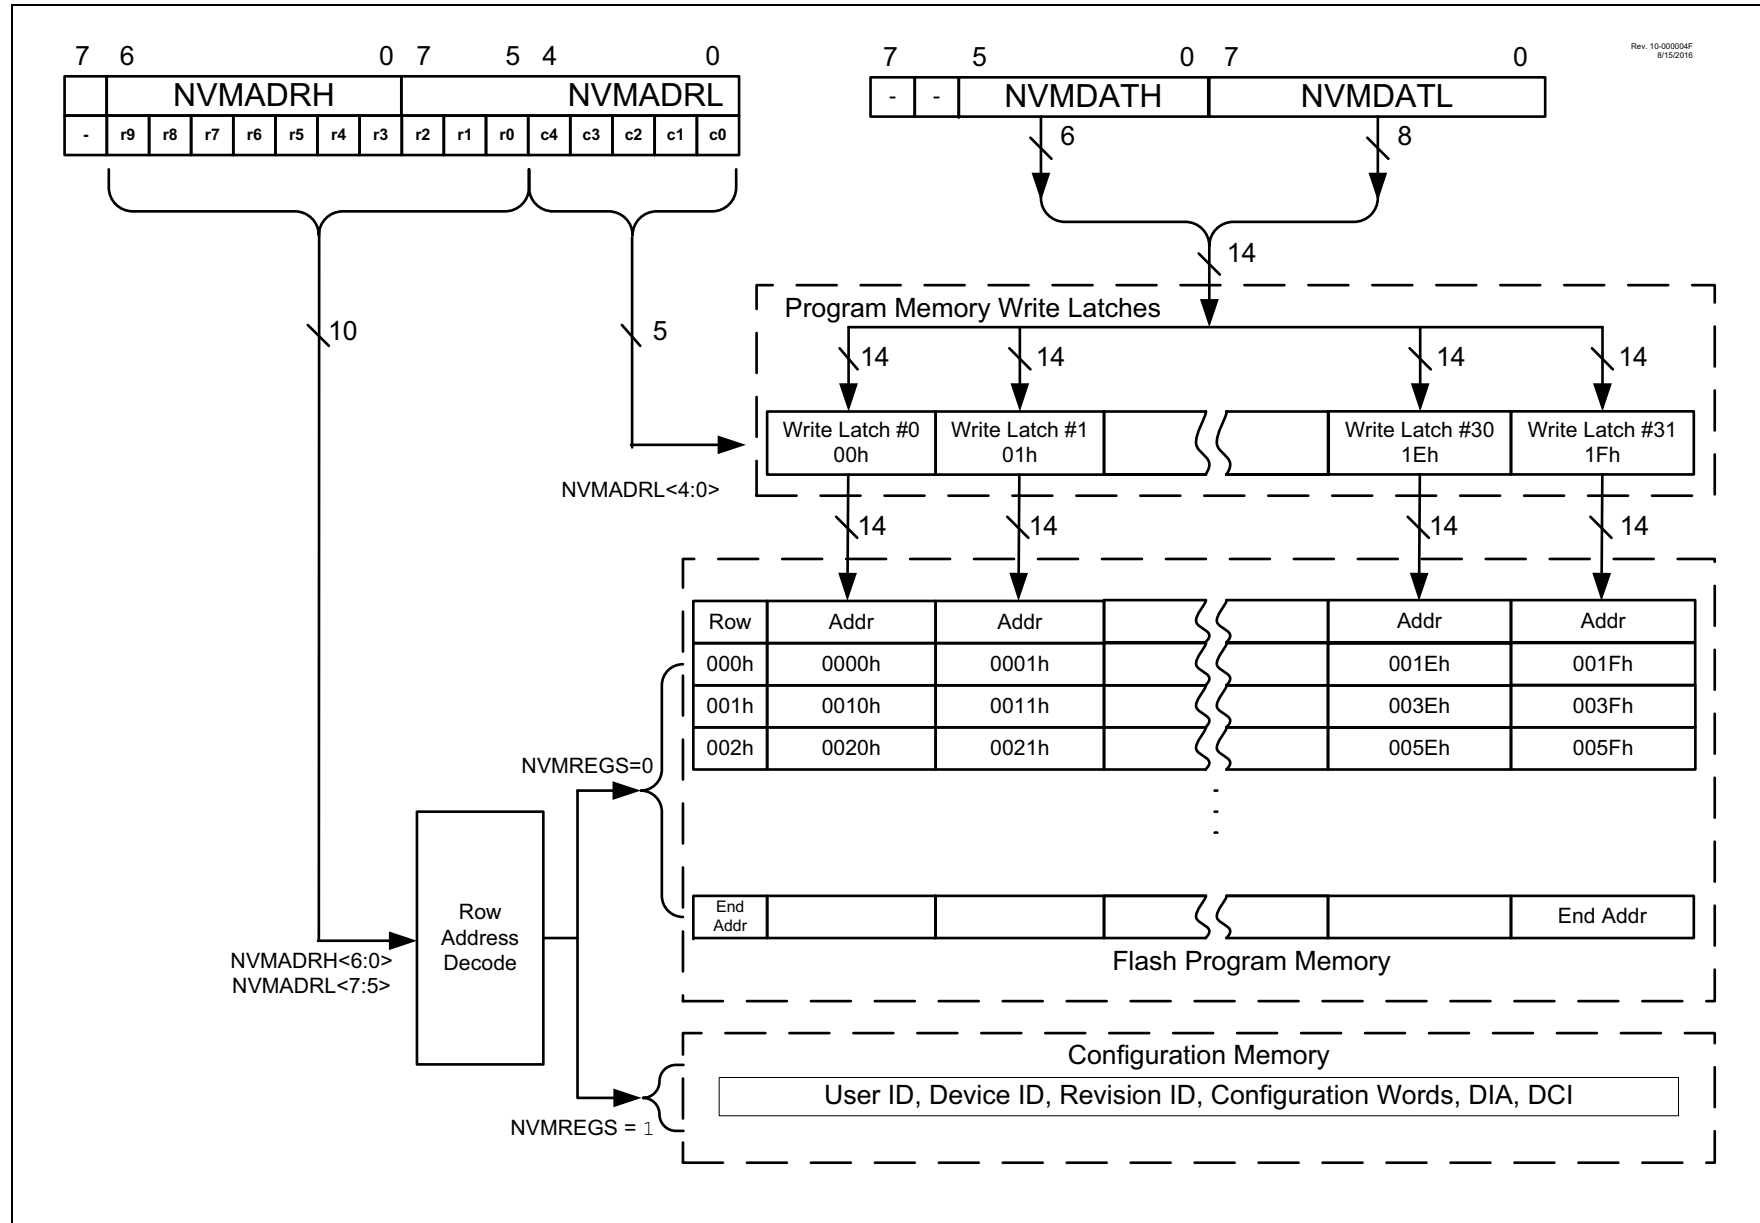 Rev. 10-000004F
8/15/2016
7 6 0 7 5 4 0
7 5 0 7 0
NVMADRH NVMADRL
- - NVMDATH NVMDATL
- r9 r8 r7 r6 r5 r4 r3 r2 r1 r0 c4 c3 c2 c1 c0
6 8
14
Program Memory Write Latches
10 5
14 14 14 14
Write Latch #0 Write Latch #1 Write Latch #30 Write Latch #31
00h 01h 1Eh 1Fh
NVMADRL<4:0>
14 14 14 14
Row Addr Addr Addr Addr
000h 0000h 0001h 001Eh 001Fh
001h 0010h 0011h 003Eh 003Fh
002h 0020h 0021h 005Eh 005Fh
NVMREGS=0
End
Addr
End Addr
Row
Address
Decode
NVMADRH<6:0>
NVMADRL<7:5>
Flash Program Memory
Configuration Memory
User ID, Device ID, Revision ID, Configuration Words, DIA, DCI
NVMREGS = 1